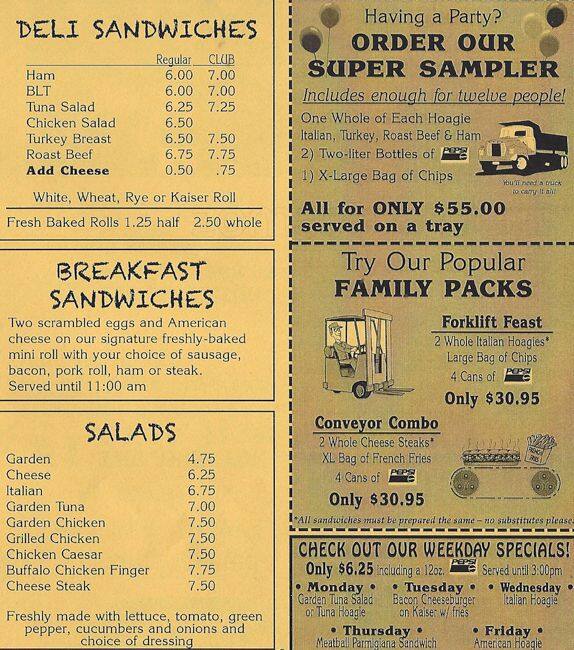 DELI SANDWICHES
Regular CLUB
Ham 6.00 7.00
BLT 6.00 7.00
Tuna Salad 6.25 7.25
Chicken Salad 6.50
Turkey Breast 6.50 7.50
Roast Beef 6.75 7.75
Add Cheese 0.50 .75
White, Wheat, Rye or Kaiser Roll
Fresh Baked Rolls 1.25 half 2.50 whole
BREAKFAST
SANDWICHES
Two scrambled eggs and American
cheese on our signature freshly-baked
mini roll with your choice of sausage,
bacon, pork roll, ham or steak.
Served until 11:00 am
SALADS
Garden 4.75
Cheese 6.25
Italian 6.75
Garden Tuna 7.00
Garden Chicken 7.50
Grilled Chicken 7.50
Chicken Caesar 7.50
Buffalo Chicken Finger 7.75
Cheese Steak 7.50
Freshly made with lettuce, tomato, green
pepper, cucumbers and onions and
choice of dressing
Having a Party?
ORDER OUR
SUPER SAMPLER
Includes enough for twelve people!
One Whole of Each Hoagie
Italian, Turkey, Roast Beef & Ham
2) Two-liter Bottles of PEPSI
1) X-Large Bag of Chips
You'll need a truck
to carry it all!
All for ONLY $55.00
served on a tray
Try Our Popular
FAMILY PACKS
Forklift Feast
2 Whole Italian Hoagies*
Large Bag of Chips
4 Cans of PEPSI
Only $30.95
Conveyor Combo
2 Whole Cheese Steaks*
XL Bag of French Fries
4 Cans of PEPSI
Only $30.95
FRENCH FRIES
*All sandwiches must be prepared the same – no substitutes please.
CHECK OUT OUR WEEKDAY SPECIALS!
Only $6.25 including a 12oz. PEPSI Served until 3:00pm
• Monday • Tuesday • Wednesday •
Garden Tuna Salad Bacon Cheeseburger Italian Hoagie
or Tuna Hoagie on Kaiser w/ fries
• Thursday • • Friday •
Meatball Parmigiana Sandwich American Hoagie